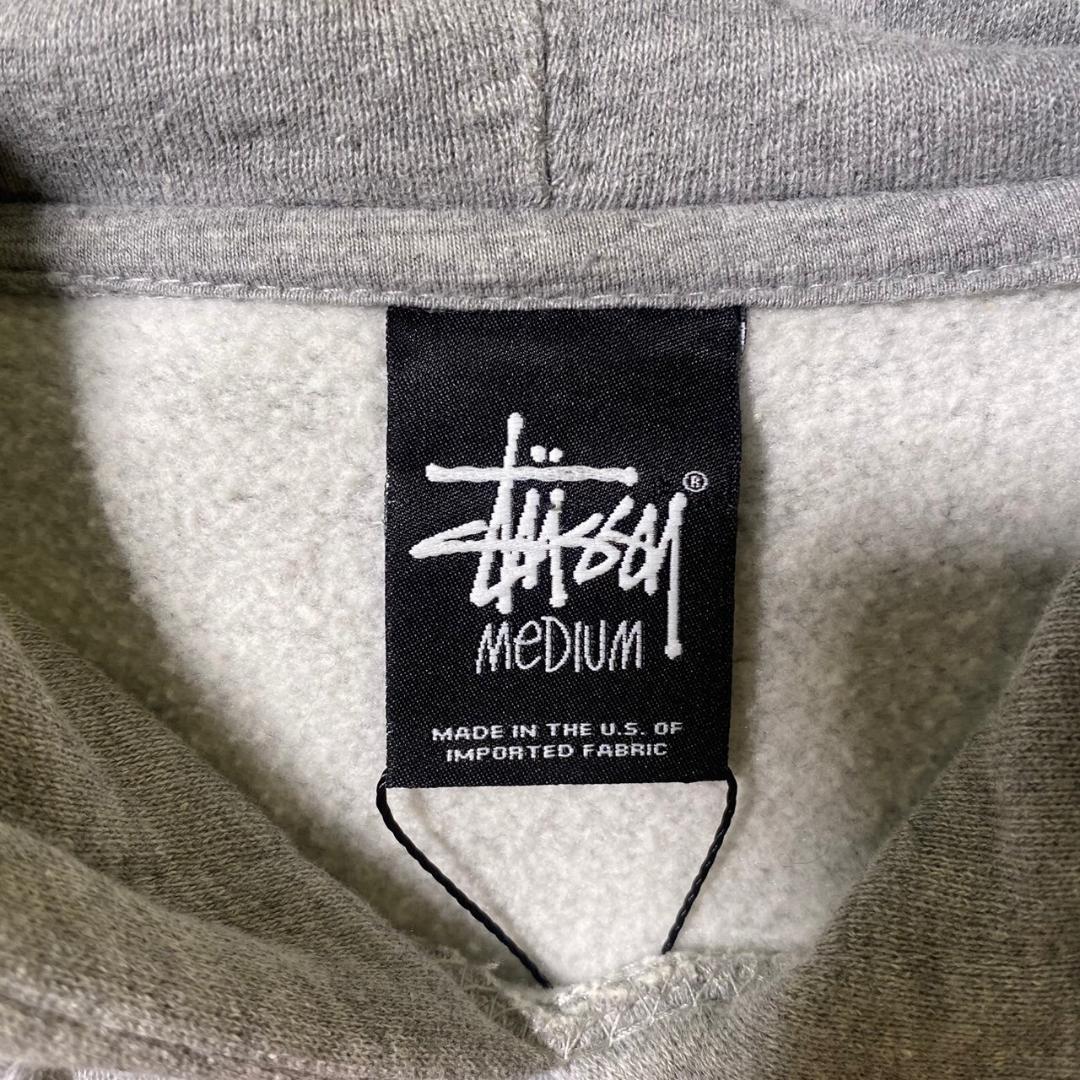 Stüssy ®
MeDIUM
MADE IN THE U.S. OF
IMPORTED FABRIC